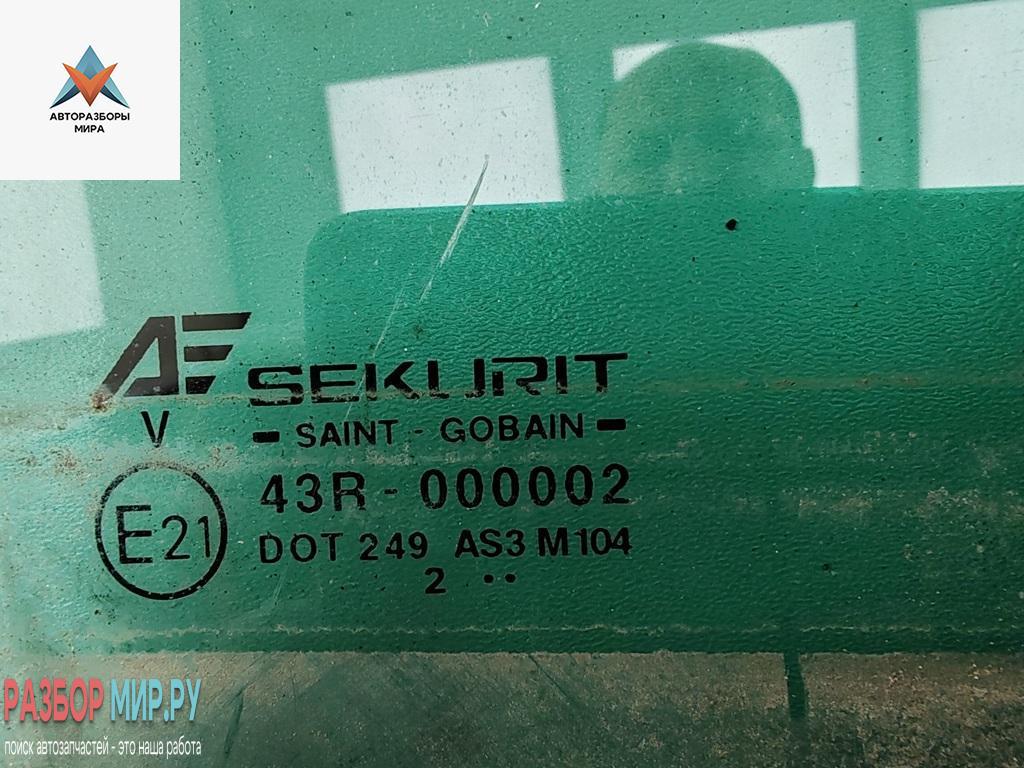 АВТОРАЗБОРЫ
МИРА
SEKURIT
V
- SAINT - GOBAIN -
E21
43R - 000002
DOT 249 AS3 M104
2 ..
РАЗБОР МИР.РУ
поиск автозапчастей - это наша работа